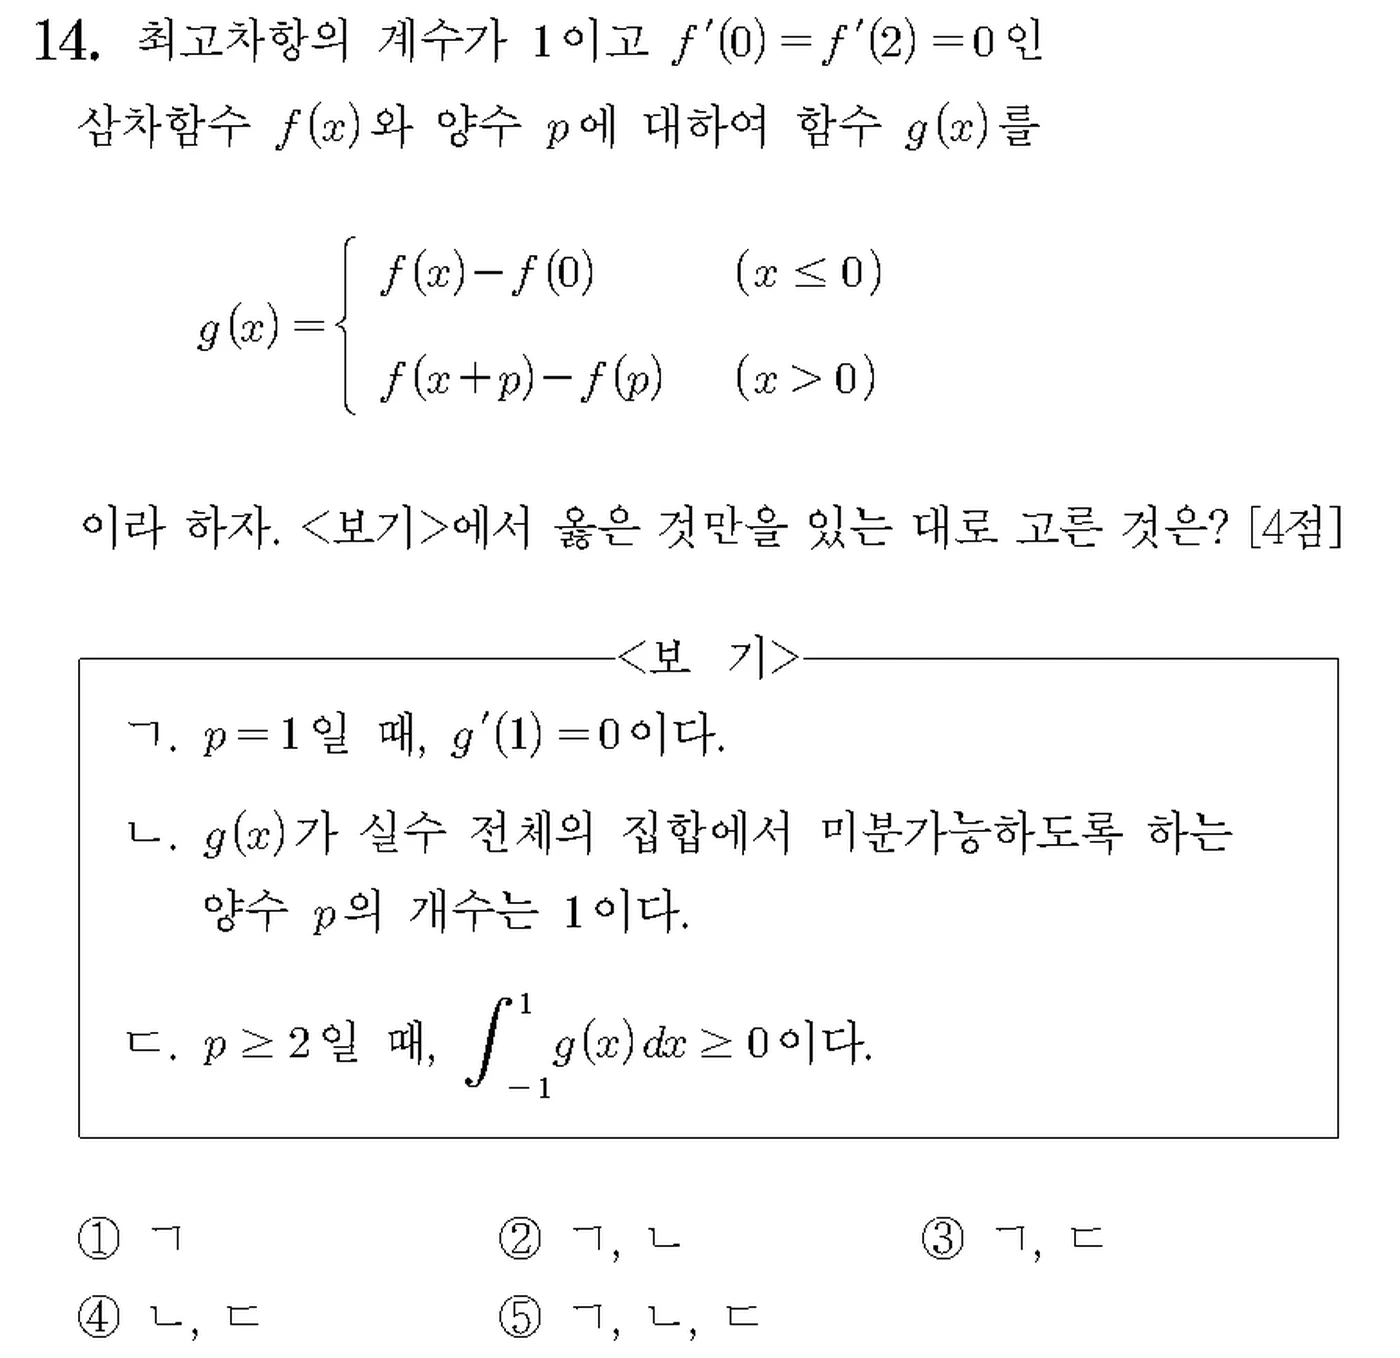 14. 최고차항의 계수가 1이고 f′(0)=f′(2)=0인
삼차함수 f(x)와 양수 p에 대하여 함수 g(x)를
g(x)={ f(x)−f(0) (x≤0)
f(x+p)−f(p) (x>0)
이라 하자. <보기>에서 옳은 것만을 있는 대로 고른 것은? [4점]
<보 기>
ㄱ. p=1일 때, g′(1)=0이다.
ㄴ. g(x)가 실수 전체의 집합에서 미분가능하도록 하는
양수 p의 개수는 1이다.
ㄷ. p≥2일 때, ∫_{−1}^{1} g(x)dx≥0이다.
① ㄱ ② ㄱ, ㄴ ③ ㄱ, ㄷ
④ ㄴ, ㄷ ⑤ ㄱ, ㄴ, ㄷ